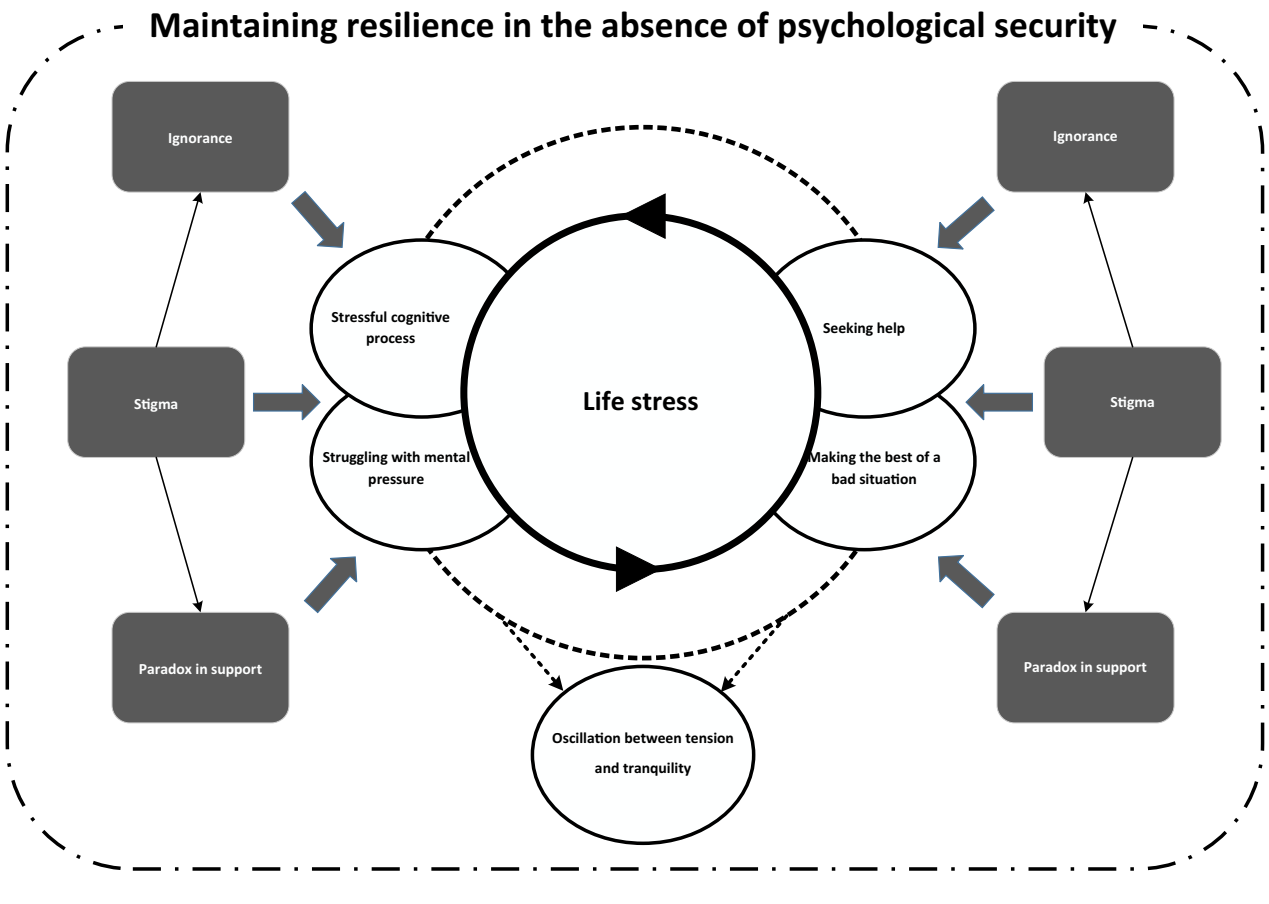 Maintaining resilience in the absence of psychological security
Ignorance
Ignorance
Stressful cognitive
process
Seeking help
Life stress
Stigma
Stigma
Struggling with mental
pressure
Making the best of a
bad situation
Paradox in support
Paradox in support
Oscillation between tension
and tranquility